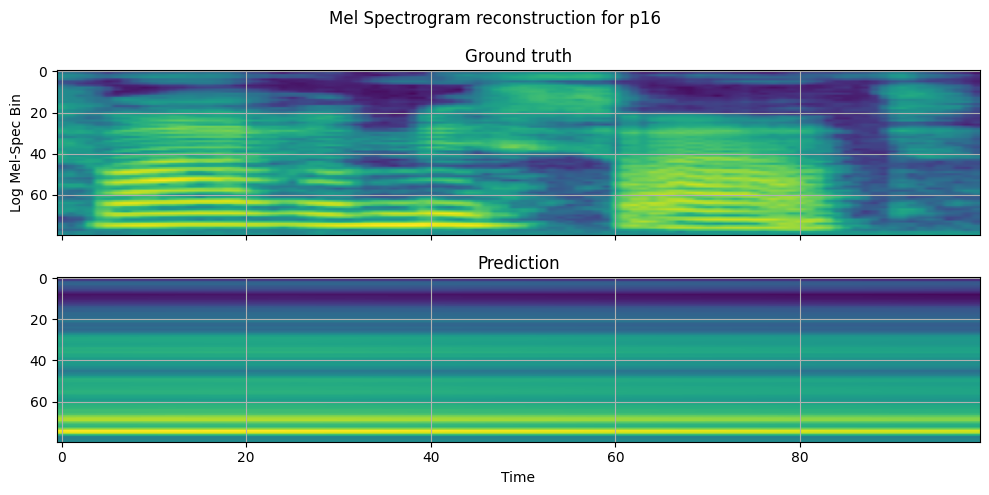 Mel Spectrogram reconstruction for p16
Ground truth
0
20
40
60
Log Mel-Spec Bin
Prediction
0
20
40
60
0 20 40 60 80
Time